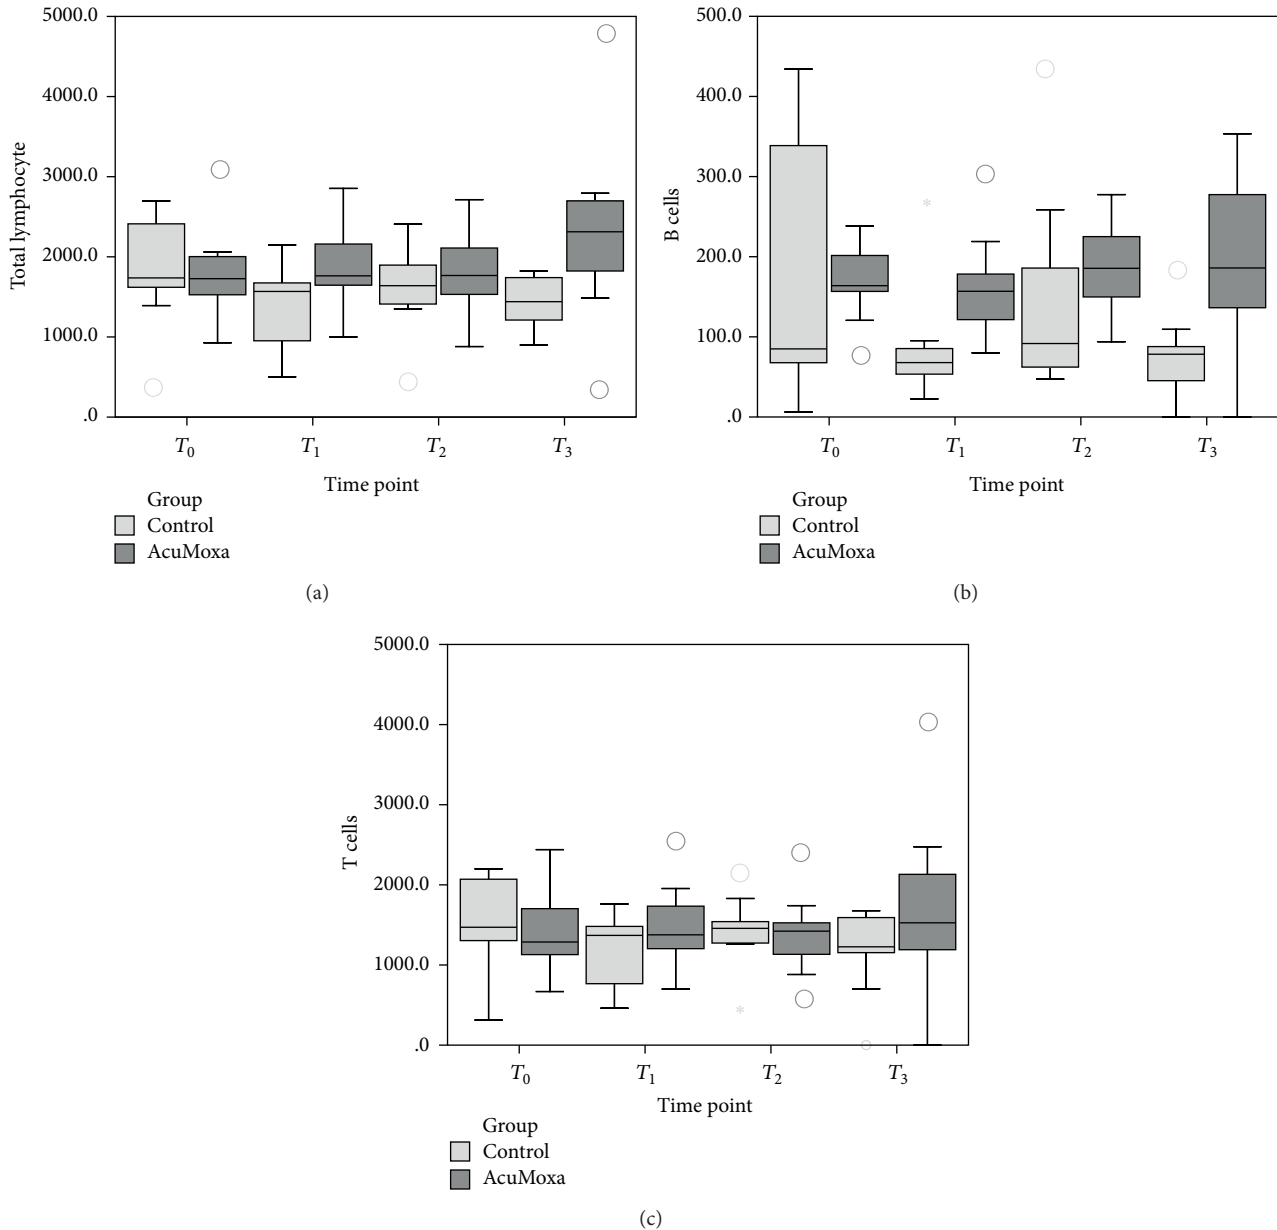 5000.0
4000.0
3000.0
2000.0
1000.0
.0
Total lymphocyte
T0 T1 T2 T3
Time point
Group
Control
AcuMoxa
(a)
500.0
400.0
300.0
200.0
100.0
.0
B cells
T0 T1 T2 T3
Time point
Group
Control
AcuMoxa
(b)
5000.0
4000.0
3000.0
2000.0
1000.0
.0
T cells
T0 T1 T2 T3
Time point
Group
Control
AcuMoxa
(c)